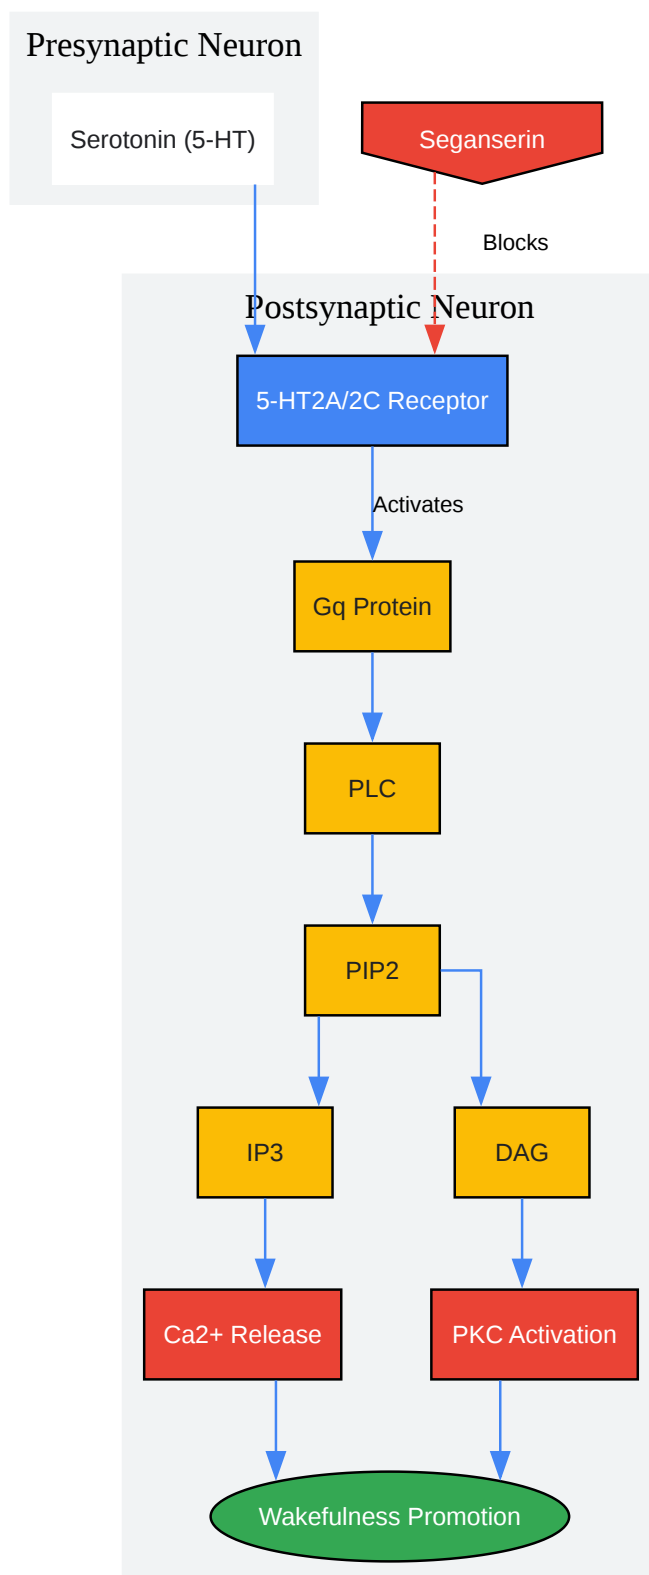 Presynaptic Neuron
Serotonin (5-HT)
Seganserin
Blocks
Postsynaptic Neuron
5-HT2A/2C Receptor
Activates
Gq Protein
PLC
PIP2
IP3
DAG
Ca2+ Release
PKC Activation
Wakefulness Promotion